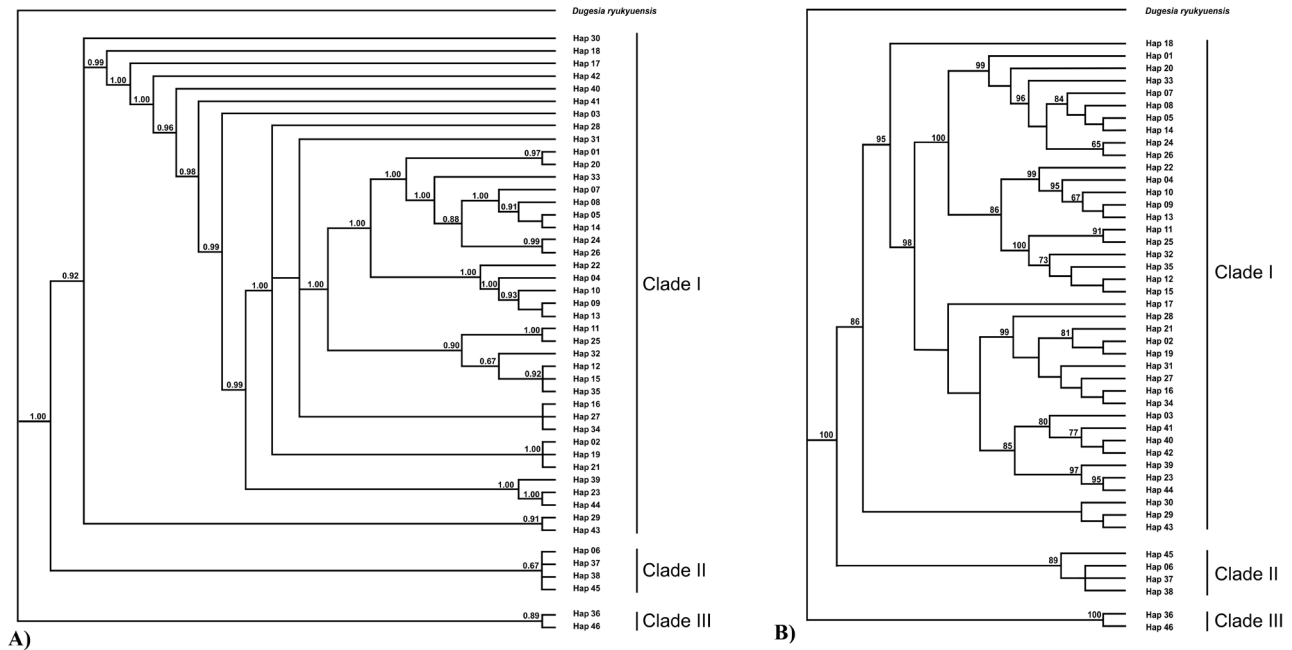 Dugesia ryukyuensis
Hap 30
Hap 18
0.99
Hap 17
1.00
Hap 42
1.00
Hap 40
0.96
Hap 41
0.98
Hap 03
0.99
Hap 28
Hap 31
Hap 01
0.97
Hap 20
1.00
Hap 33
1.00
Hap 07
1.00
Hap 08
0.91
Hap 05
Hap 14
0.88
Hap 24
0.99
Hap 26
1.00
Hap 22
1.00
Hap 04
1.00
Hap 10
0.93
Hap 09
Hap 13
1.00
Hap 11
1.00
Hap 25
0.90
Hap 32
0.67
Hap 12
0.92
Hap 15
Hap 35
1.00
Hap 16
Hap 27
Hap 34
Hap 02
1.00
Hap 19
Hap 21
0.99
Hap 39
1.00
Hap 23
1.00
Hap 44
0.92
Hap 29
0.91
Hap 43
1.00
Hap 06
Hap 37
0.67
Hap 38
Hap 45
Hap 36
0.89
Hap 46
Clade I
Clade II
Clade III
A)
Dugesia ryukyuensis
Hap 18
95
Hap 01
99
Hap 20
Hap 33
96
Hap 07
84
Hap 08
Hap 05
Hap 14
Hap 24
65
Hap 26
100
Hap 22
99
Hap 04
95
Hap 10
67
Hap 09
Hap 13
86
Hap 11
91
Hap 25
100
Hap 32
73
Hap 35
Hap 12
Hap 15
98
Hap 17
Hap 28
99
Hap 21
81
Hap 02
Hap 19
Hap 31
Hap 27
Hap 16
Hap 34
Hap 03
80
Hap 41
77
Hap 40
Hap 42
85
Hap 39
97
Hap 23
95
Hap 44
86
Hap 30
Hap 29
Hap 43
100
Hap 45
89
Hap 06
Hap 37
Hap 38
Hap 36
100
Hap 46
Clade I
Clade II
Clade III
B)